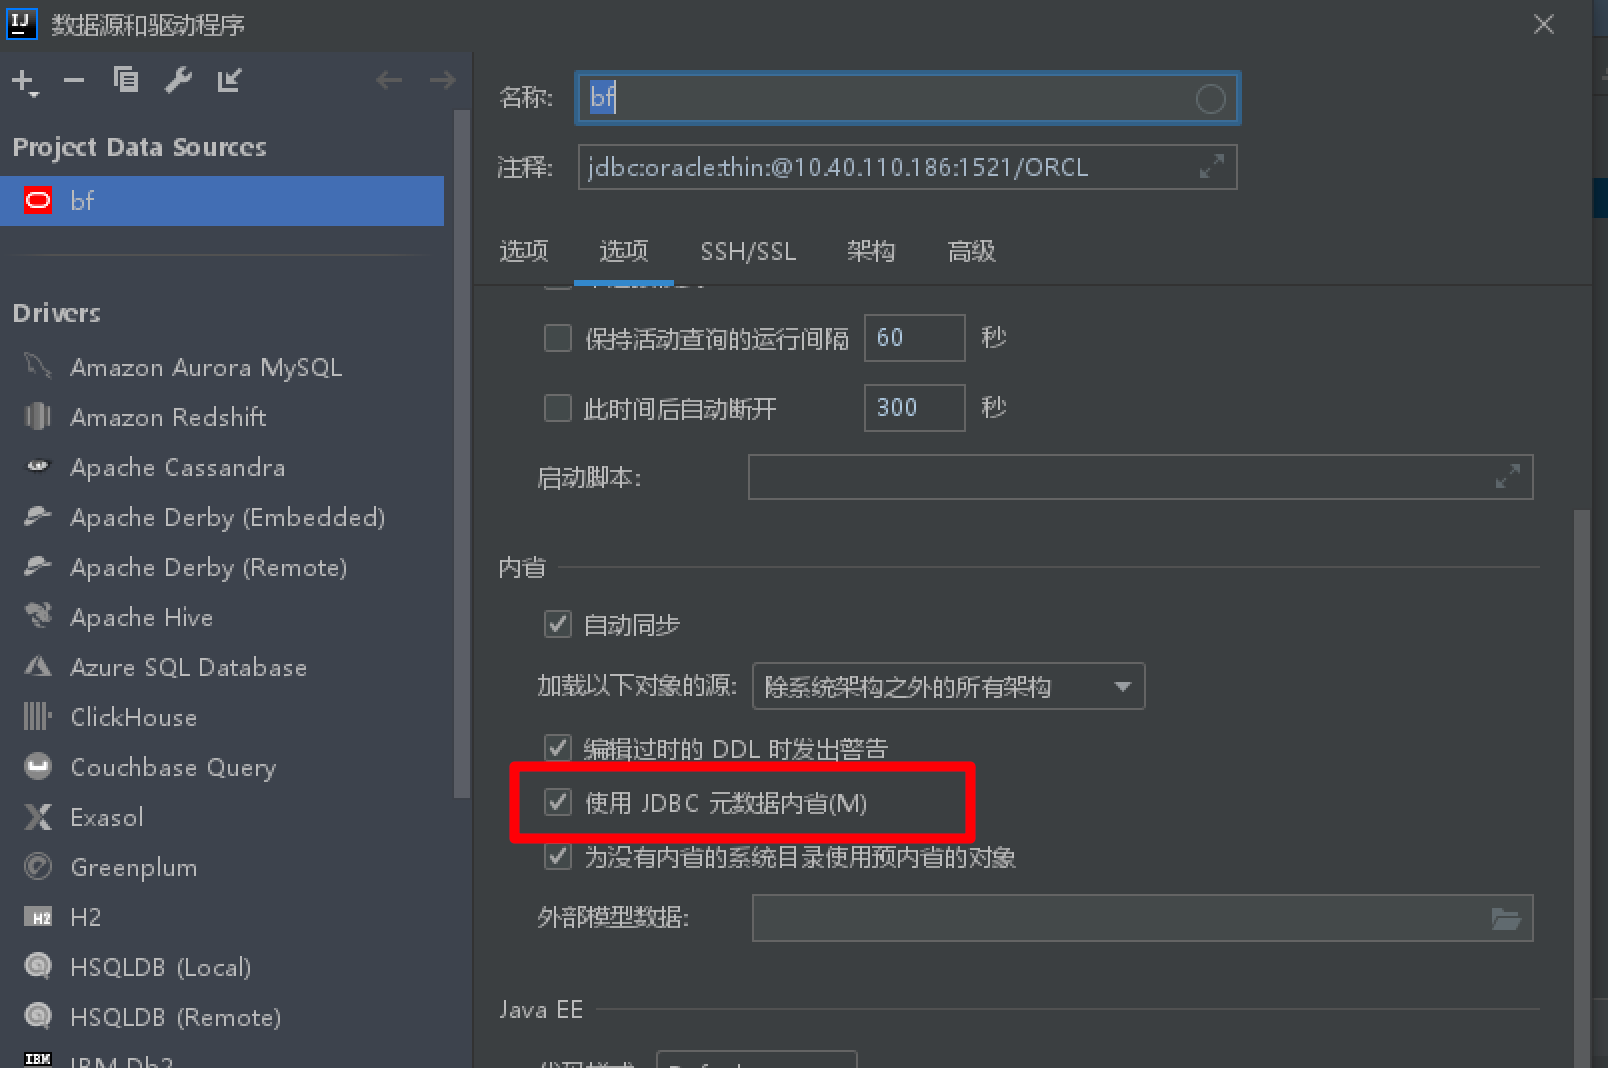 数据源和驱动程序
Project Data Sources
bf
Drivers
Amazon Aurora MySQL
Amazon Redshift
Apache Cassandra
Apache Derby (Embedded)
Apache Derby (Remote)
Apache Hive
Azure SQL Database
ClickHouse
Couchbase Query
Exasol
Greenplum
H2
HSQLDB (Local)
HSQLDB (Remote)
IBM Db2
名称: bf
注释: jdbc:oracle:thin:@10.40.110.186:1521/ORCL
选项 选项 SSH/SSL 架构 高级
保持活动查询的运行间隔 60 秒
此时间后自动断开 300 秒
启动脚本:
内省
自动同步
加载以下对象的源: 除系统架构之外的所有架构
编辑过时的 DDL 时发出警告
使用 JDBC 元数据内省(M)
为没有内省的系统目录使用预内省的对象
外部模型数据:
Java EE